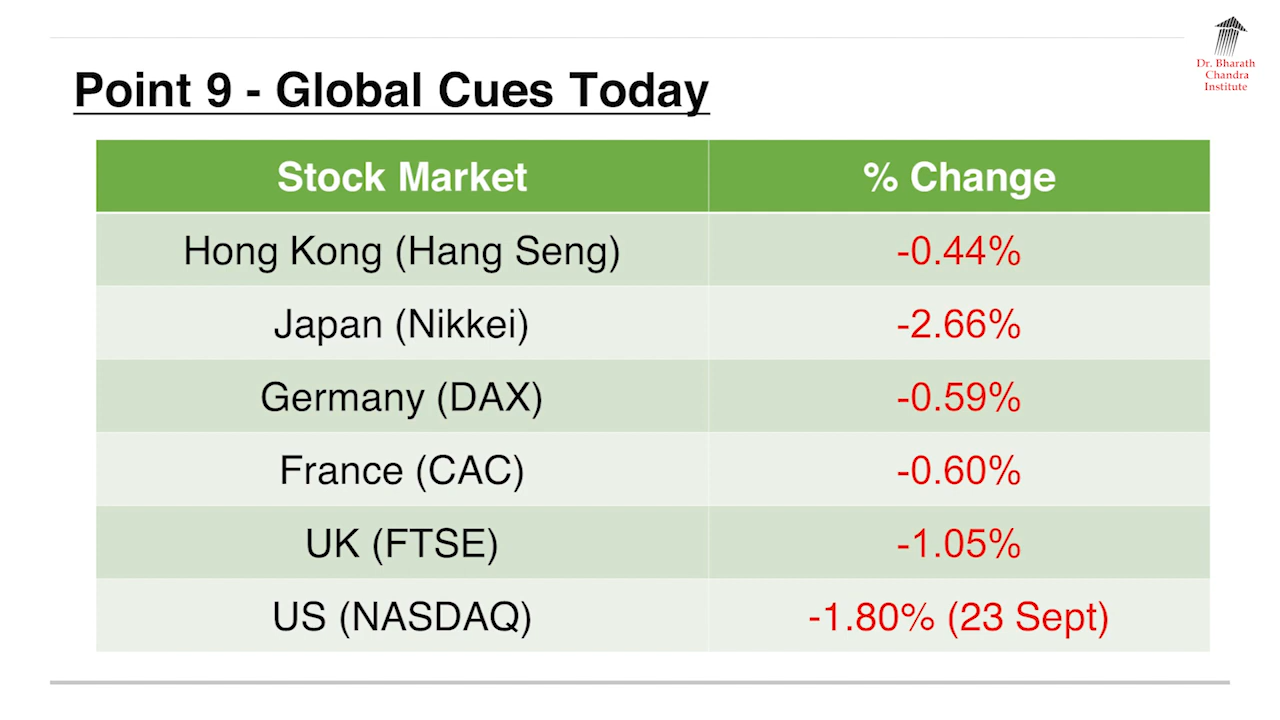 Dr. Bharath
Chandra
Institute
Point 9 - Global Cues Today
Stock Market % Change
Hong Kong (Hang Seng) -0.44%
Japan (Nikkei) -2.66%
Germany (DAX) -0.59%
France (CAC) -0.60%
UK (FTSE) -1.05%
US (NASDAQ) -1.80% (23 Sept)